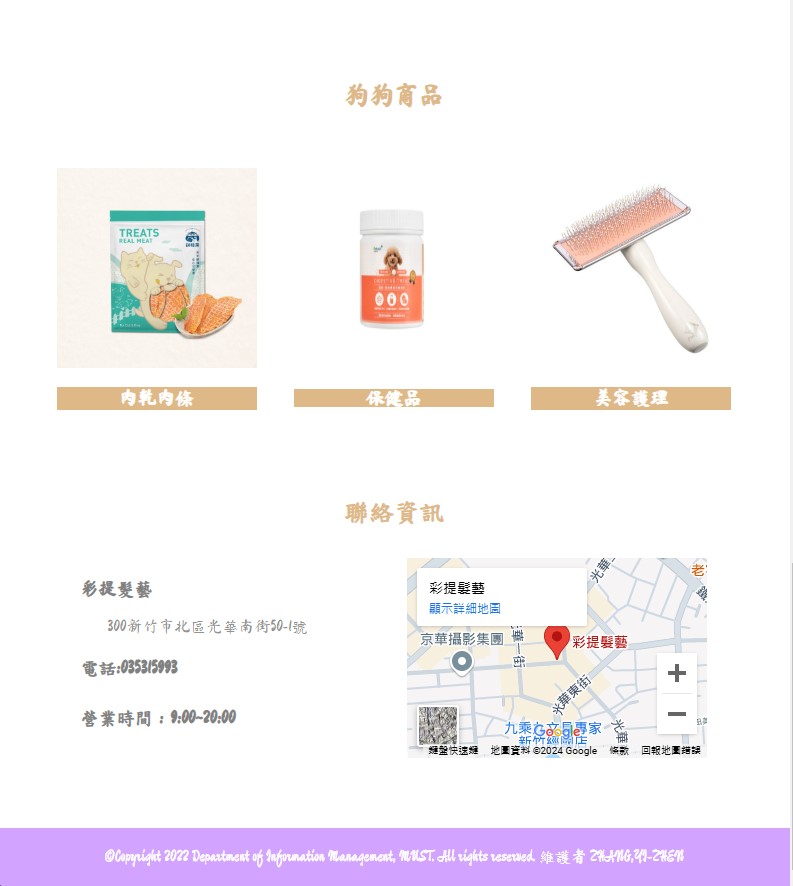 狗狗商品
TREATS
REAL MEAT
肉乾肉條
保健品
美容護理
聯絡資訊
彩提髮藝
300新竹市北區光華南街50-1號
電話:035315993
營業時間：9:00~20:00
彩提髮藝
顯示詳細地圖
光華
京華攝影集團
華一街
彩提髮藝
光華東街
九乘九文具專家
新竹經國店
光華
Google
鍵盤快速鍵 地圖資料 ©2024 Google 條款 回報地圖錯誤
©Copyright 2022 Department of Information Management, MUST. All rights reserved. 維護者 ZHANG,YI-ZHEN